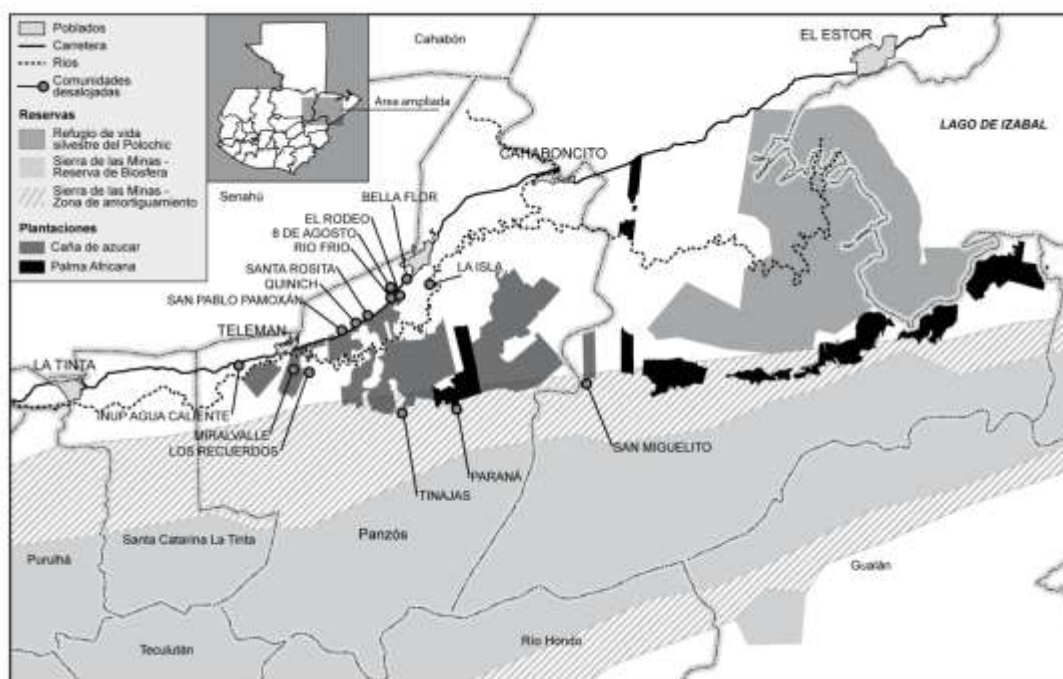 Poblados
Carretera
Rios
Comunidades
desalojadas
Reservas
Refugio de vida
silvestre del Polochic
Sierra de las Minas -
Reserva de Biosfera
Sierra de las Minas -
Zona de amortiguamiento
Plantaciones
Caña de azucar
Palma Africana
Area ampliada
Cahabón
EL ESTOR
LAGO DE IZABAL
CAHABONCITO
Senahú
BELLA FLOR
EL RODEO
8 DE AGOSTO
RIO FRIO
LA ISLA
SANTA ROSITA
QUINICH
SAN PABLO PAMOXÁN
TELEMAN
LA TINTA
INUP AGUA CALIENTE
MIRALVALLE
LOS RECUERDOS
SAN MIGUELITO
PARANÁ
TINAJAS
Panzós
Santa Catarina La Tinta
Purulhá
Gualán
Río Hondo
Teculután